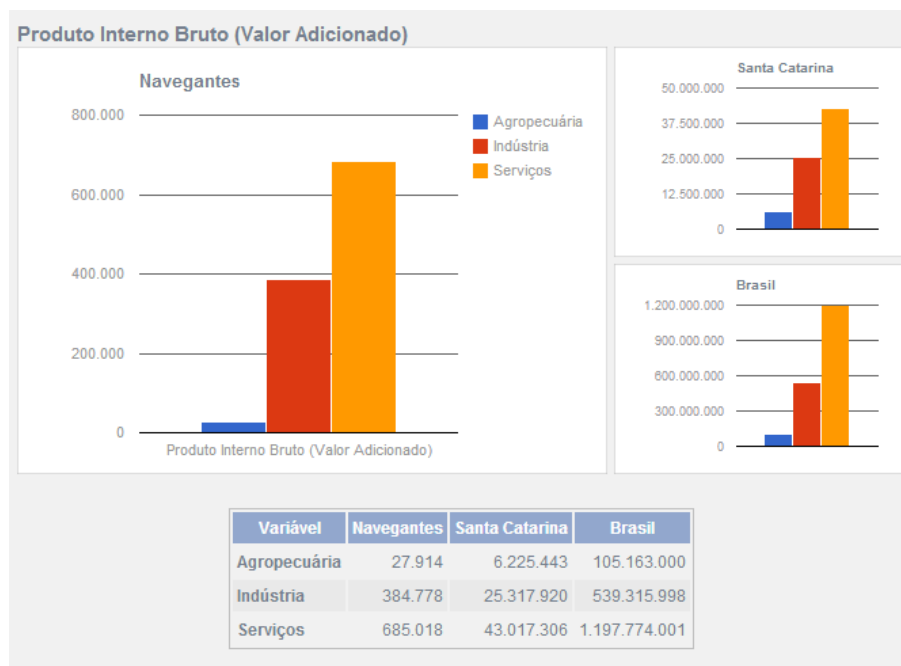 Produto Interno Bruto (Valor Adicionado)
Navegantes
800.000
600.000
400.000
200.000
0
Produto Interno Bruto (Valor Adicionado)
Agropecuária
Indústria
Serviços
Santa Catarina
50.000.000
37.500.000
25.000.000
12.500.000
0
Brasil
1.200.000.000
900.000.000
600.000.000
300.000.000
0
Variável Navegantes Santa Catarina Brasil
Agropecuária 27.914 6.225.443 105.163.000
Indústria 384.778 25.317.920 539.315.998
Serviços 685.018 43.017.306 1.197.774.001